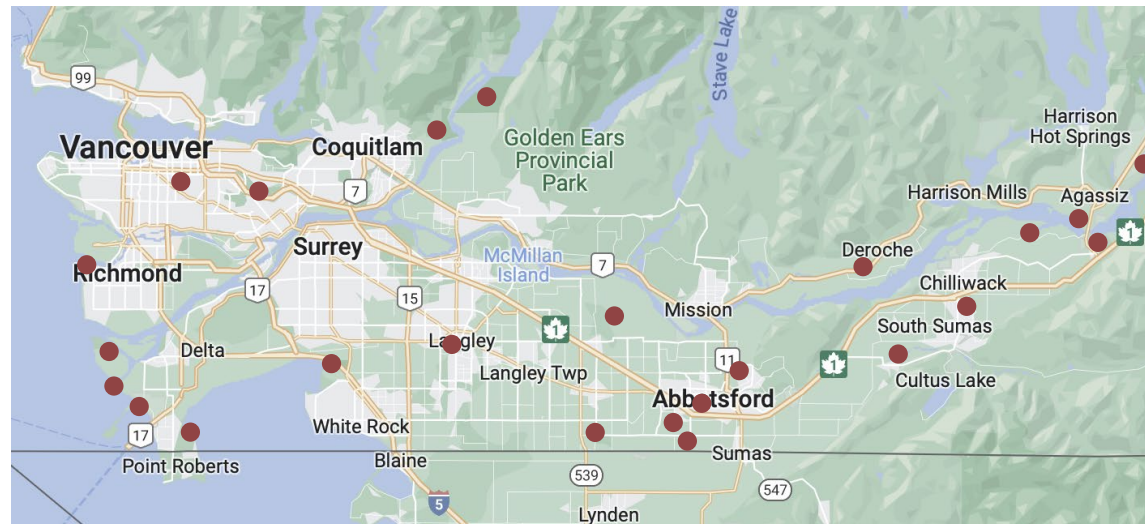 Stave Lake
99
Harrison
Hot Springs
Vancouver
Coquitlam
Golden Ears
Provincial
Park
7
Harrison Mills
Agassiz
1
Surrey
McMillan
Island
Deroche
Richmond
7
17
15
Chilliwack
Mission
South Sumas
1
Langley
Delta
11
1
Langley Twp
Cultus Lake
Abbotsford
White Rock
17
Sumas
Point Roberts
Blaine
539
547
5
Lynden